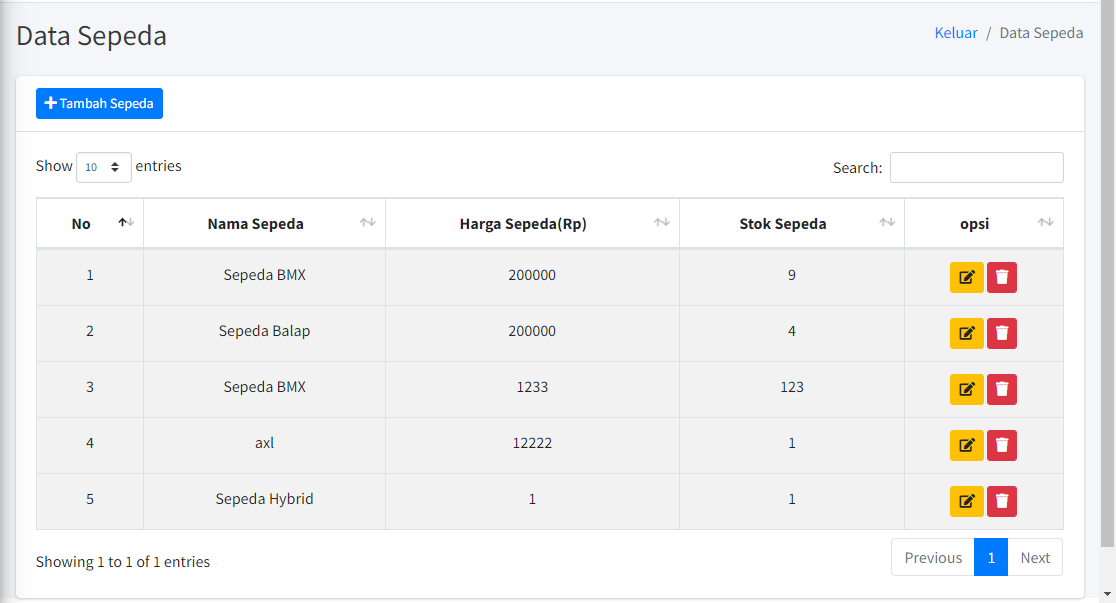 Data Sepeda
Keluar / Data Sepeda
Tambah Sepeda
Show 10 entries
Search:
No Nama Sepeda Harga Sepeda(Rp) Stok Sepeda opsi
1 Sepeda BMX 200000 9
2 Sepeda Balap 200000 4
3 Sepeda BMX 1233 123
4 axl 12222 1
5 Sepeda Hybrid 1 1
Showing 1 to 1 of 1 entries
Previous 1 Next